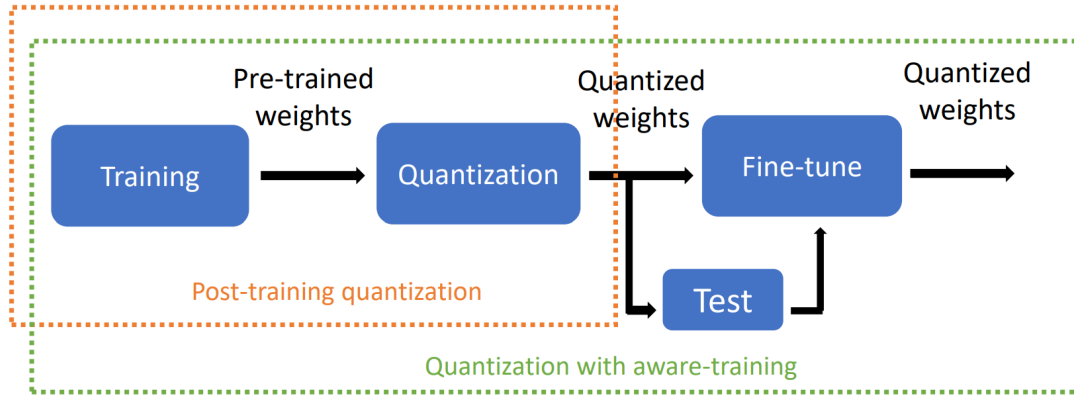 Pre-trained
weights
Quantized
weights
Quantized
weights
Training
Quantization
Fine-tune
Test
Post-training quantization
Quantization with aware-training